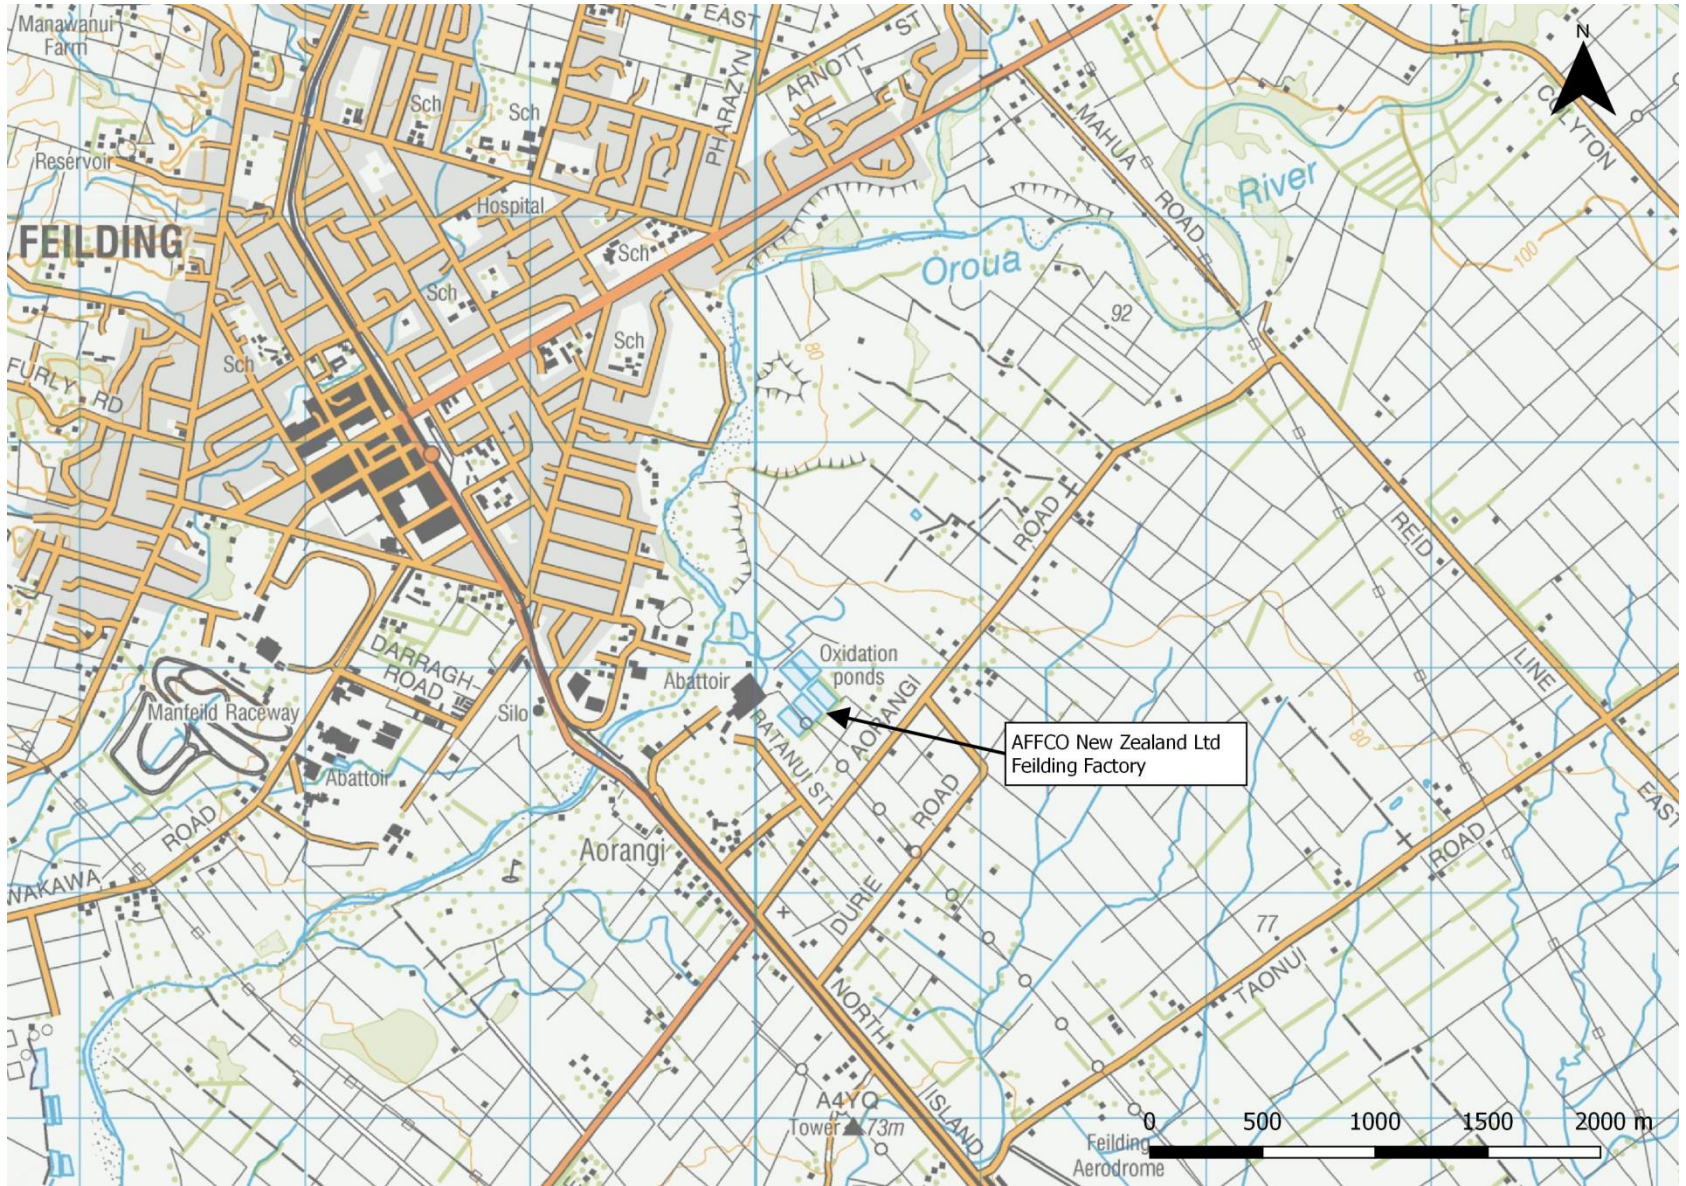 Manawanui
Farm
EAST
ARNOTT
ST
N
Sch
Sch
PHARAZYN
MAHUA
ROAD
COLYTON
Reservoir
Hospital
River
FEILDING
Sch
Oroua
100
Sch
92
Sch
Sch
80
FURLY RD
ROAD
REID
LINE
EAST
DARRAGH
ROAD
Abattoir
Oxidation
ponds
Manfeild Raceway
Silo
RATANUI ST
AORANGI
80
AFFCO New Zealand Ltd
Feilding Factory
Abattoir
ROAD
ROAD
Aorangi
ROAD
WAKAWA
DURIE
77
TAONUI
NORTH
ISLAND
A4YQ
Tower 73m
Feilding
Aerodrome
0 500 1000 1500 2000 m